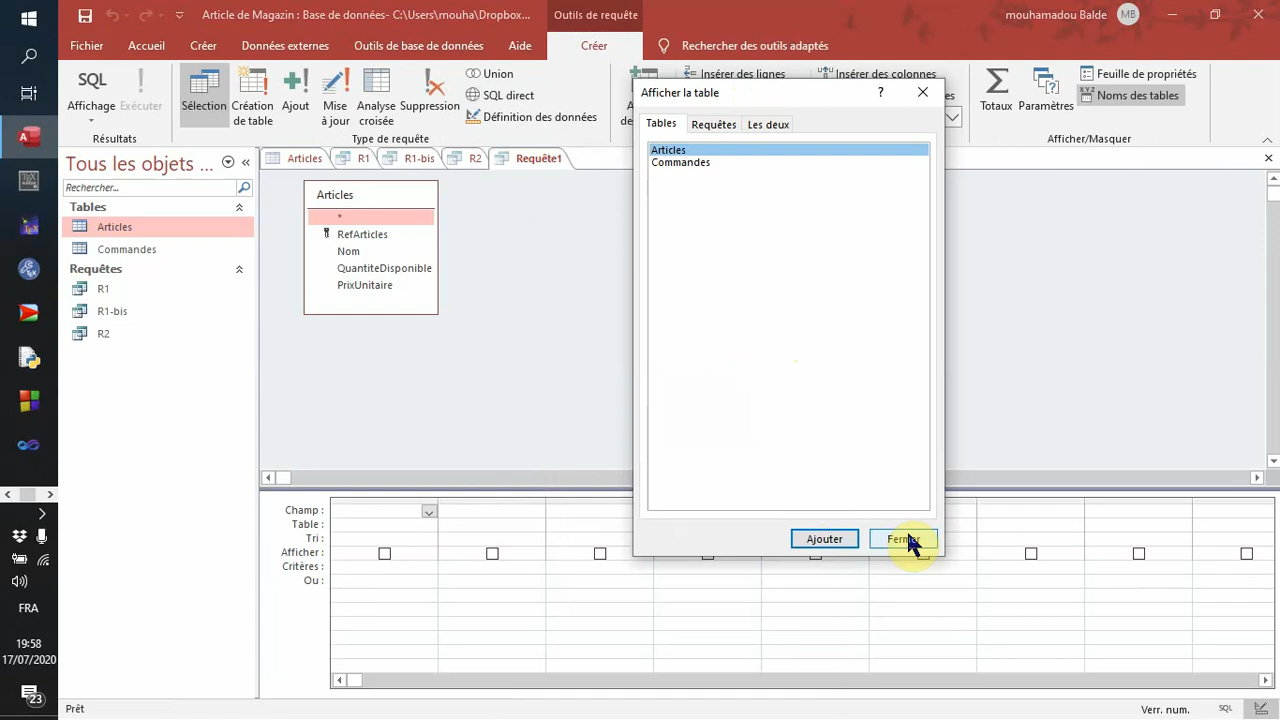 Article de Magazin : Base de données- C:\Users\mouha\Dropbox...
Outils de requête
mouhamadou Balde
MB
Fichier
Accueil
Créer
Données externes
Outils de base de données
Aide
Créer
Rechercher des outils adaptés
SQL
Affichage
Exécuter
Résultats
Sélection
Création
de table
Ajout
Mise
à jour
Analyse
croisée
Suppression
Union
SQL direct
Définition des données
Type de requête
Insérer des lignes
Insérer des colonnes
Totaux
Paramètres
Feuille de propriétés
XYZ
Noms des tables
Afficher/Masquer
Tous les objets ...
Rechercher...
Tables
Articles
Commandes
Requêtes
R1
R1-bis
R2
Articles
R1
R1-bis
R2
Requête1
Articles
*
RefArticles
Nom
QuantiteDisponible
PrixUnitaire
Afficher la table
?
Tables
Requêtes
Les deux
Articles
Commandes
Ajouter
Champ :
Table :
Tri :
Afficher :
Critères :
Ou :
FRA
19:58
17/07/2020
23
Prêt
Verr. num.
SQL